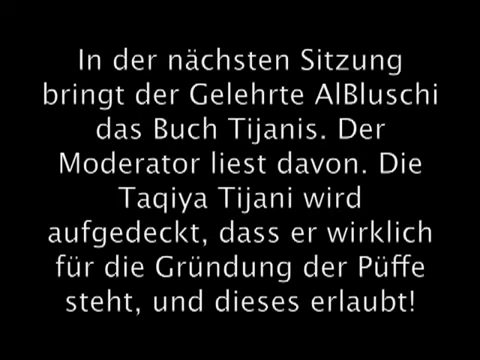 In der nächsten Sitzung
bringt der Gelehrte AlBluschi
das Buch Tijanis. Der
Moderator liest davon. Die
Taqiya Tijani wird
aufgedeckt, dass er wirklich
für die Gründung der Püffe
steht, und dieses erlaubt!